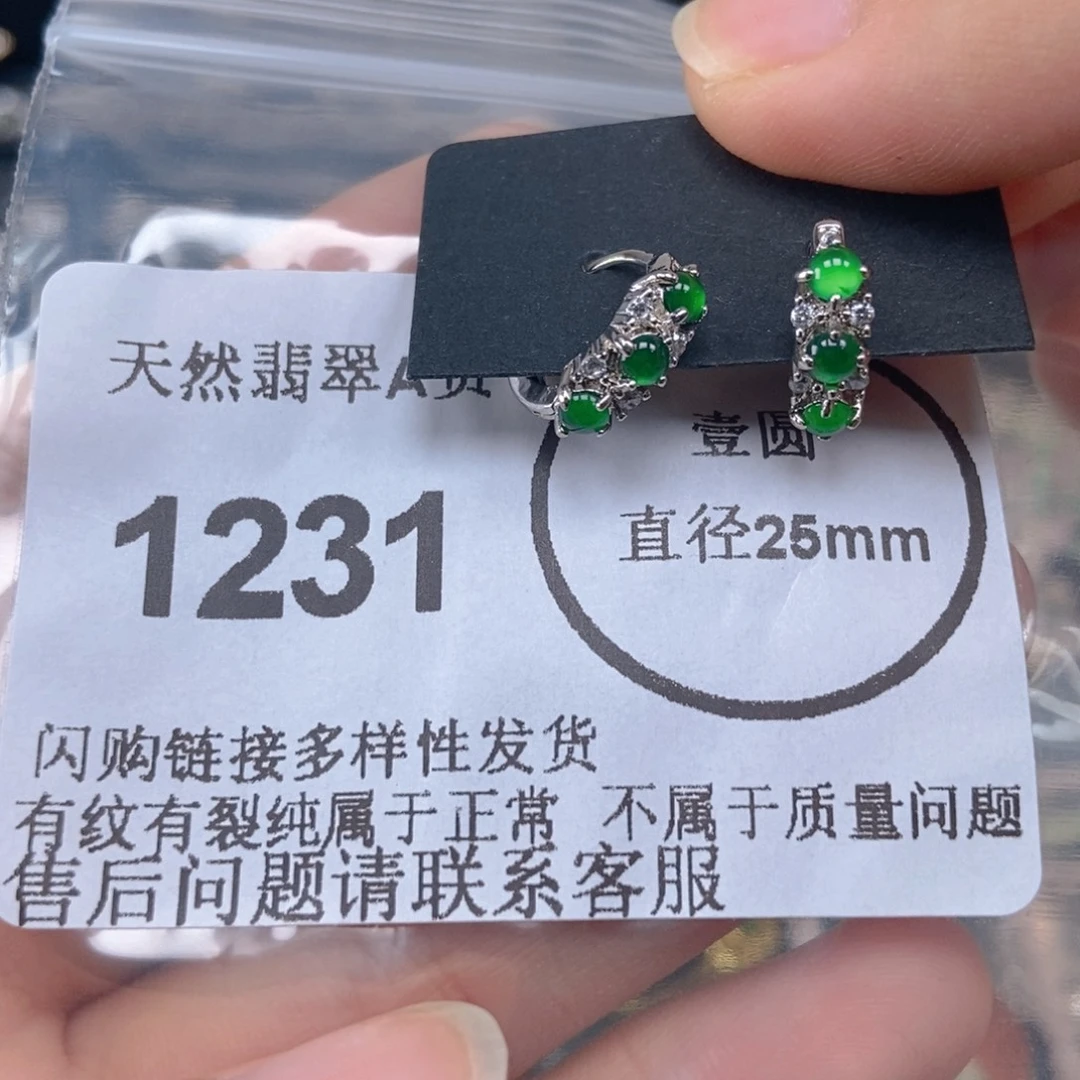 天然翡翠A货
壹圆
直径25mm
1231
闪购链接多样性发货
有纹有裂纯属于正常 不属于质量问题
售后问题请联系客服